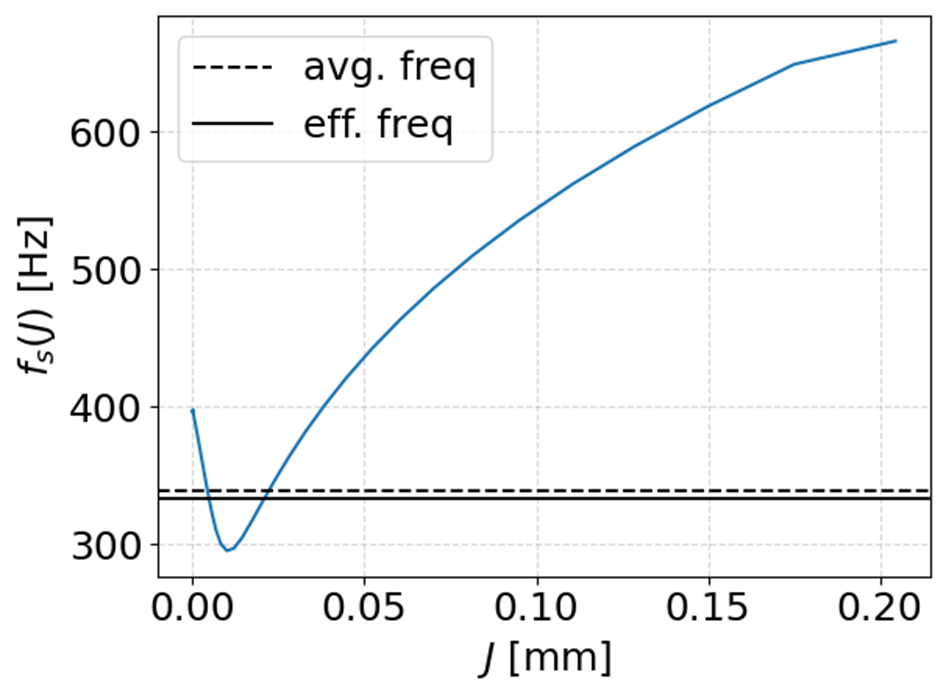 avg. freq
eff. freq
600
500
400
300
f_s(J) [Hz]
0.00 0.05 0.10 0.15 0.20
J [mm]